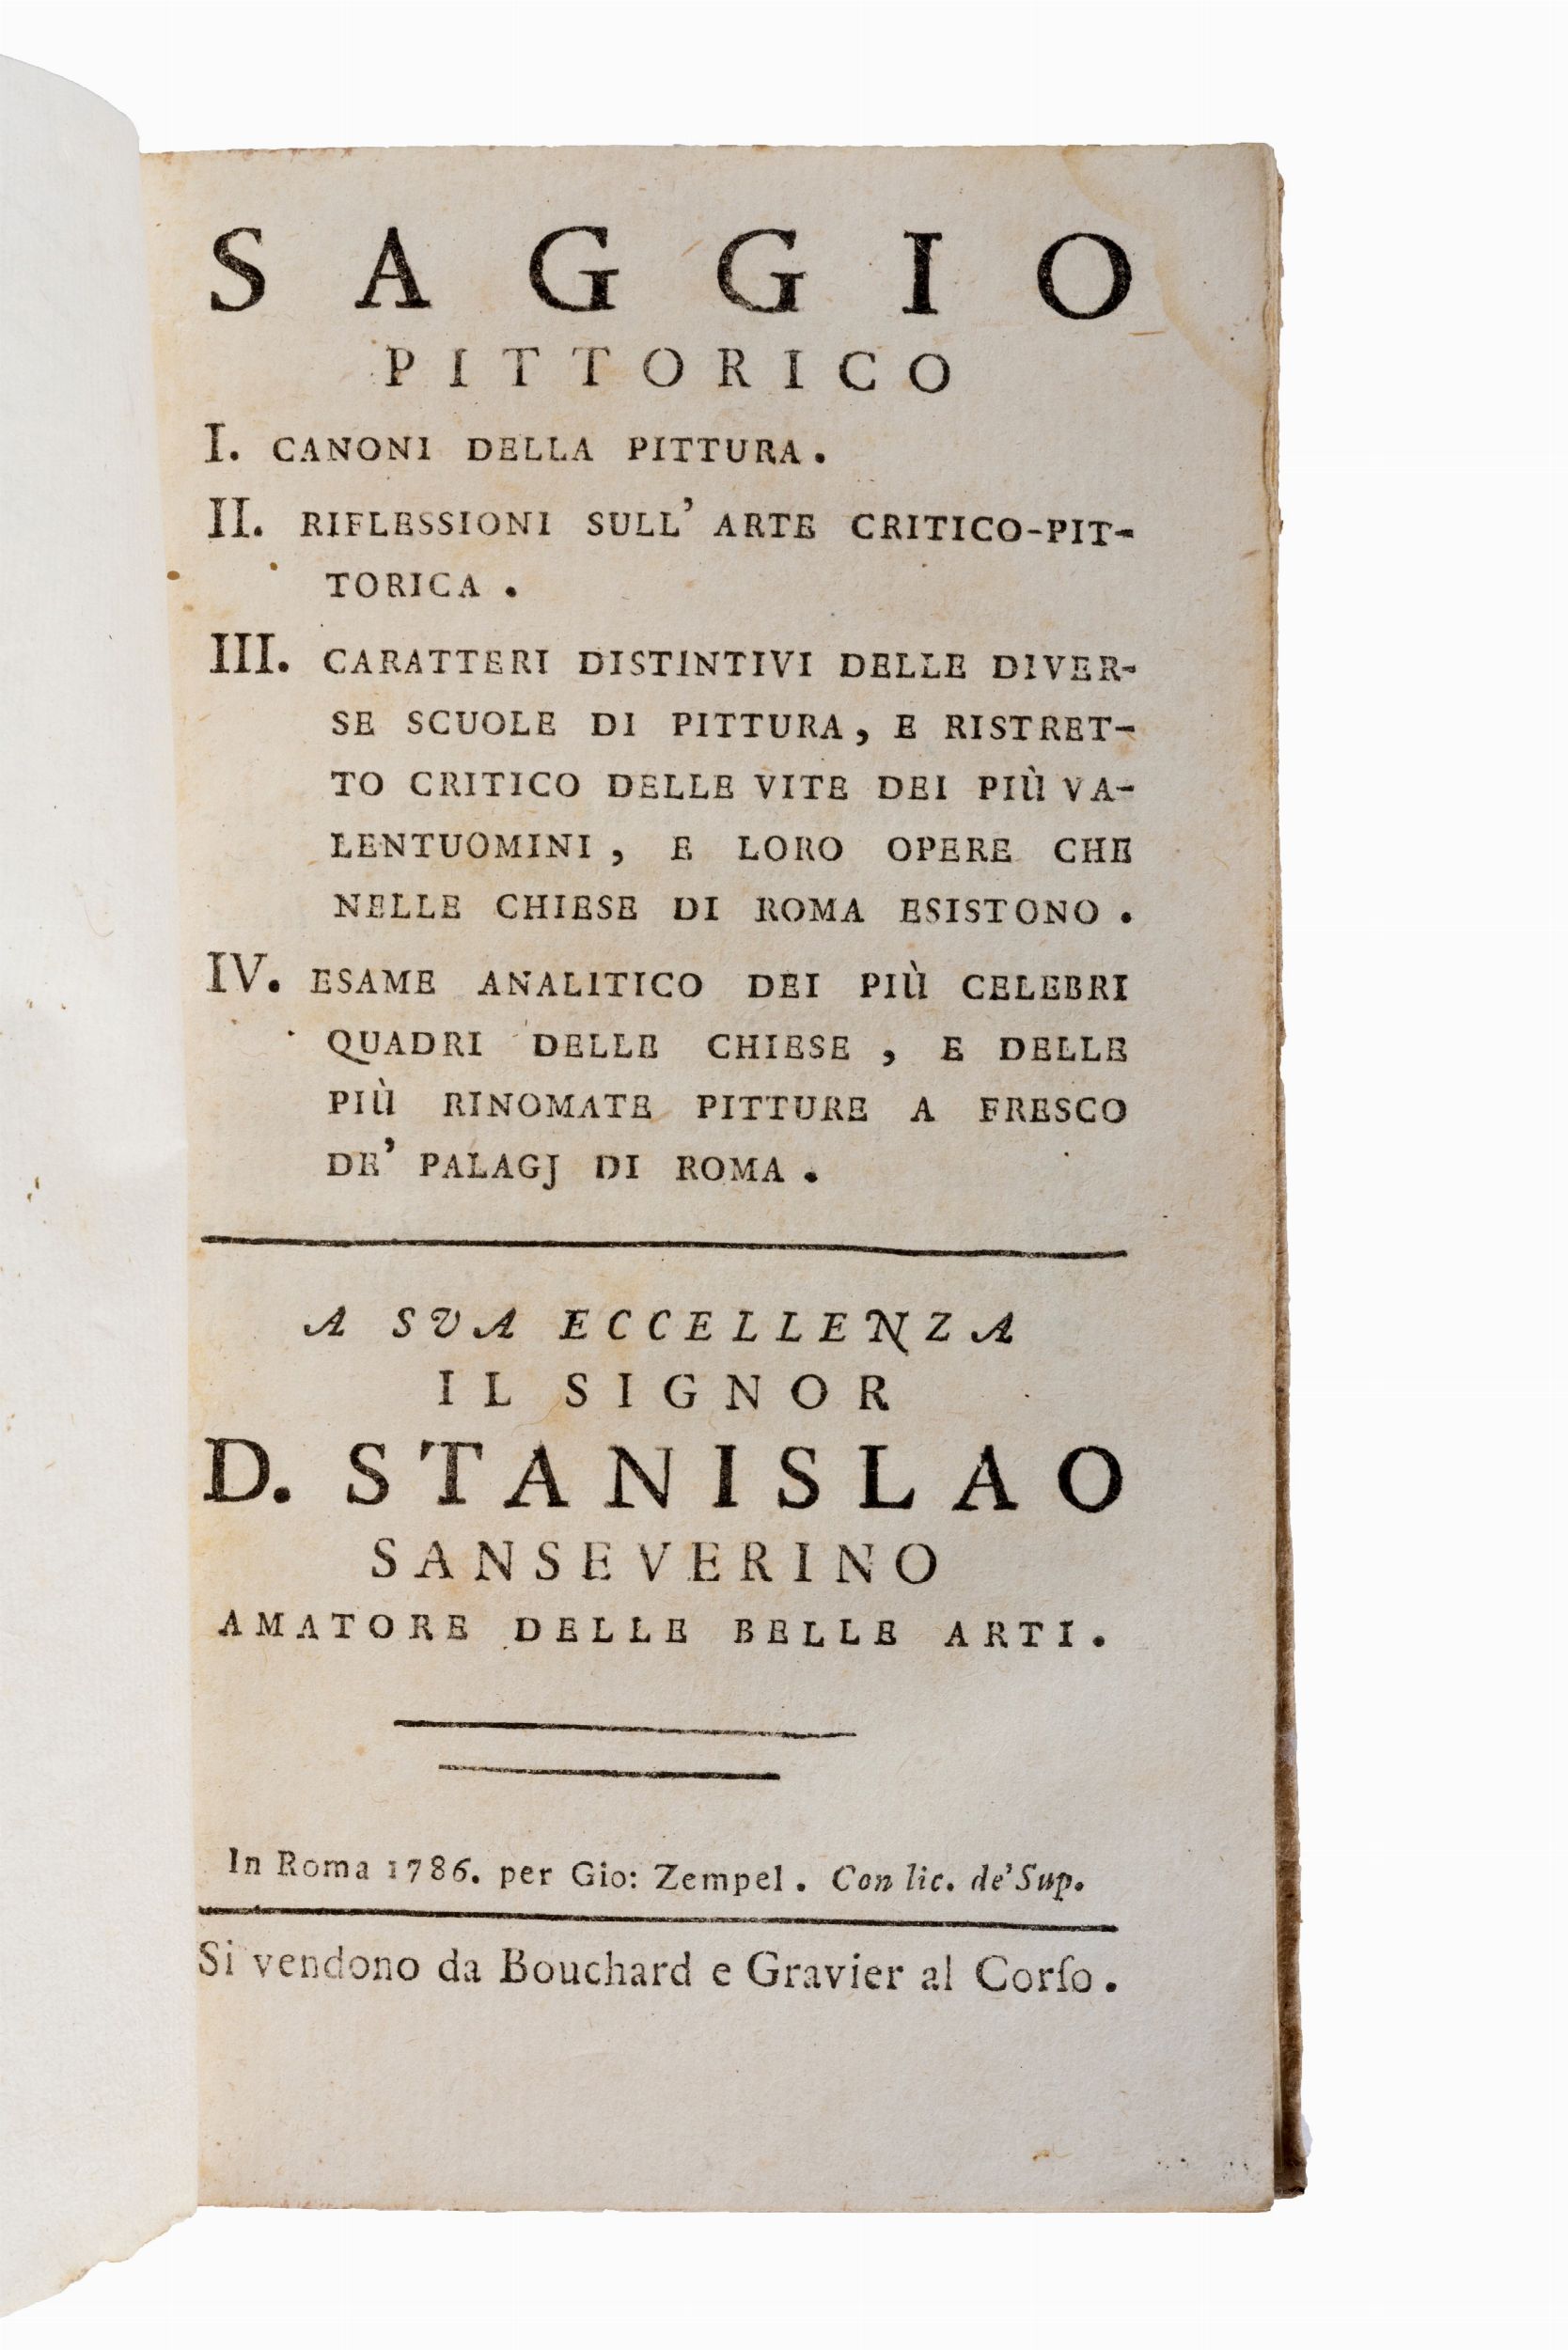 SAGGIO
PITTORICO
I. CANONI DELLA PITTURA.
II. RIFLESSIONI SULL' ARTE CRITICO-PIT-
TORICA.
III. CARATTERI DISTINTIVI DELLE DIVER-
SE SCUOLE DI PITTURA, E RISTRET-
TO CRITICO DELLE VITE DEI PIÙ VA-
LENTUOMINI, E LORO OPERE CHE
NELLE CHIESE DI ROMA ESISTONO.
IV. ESAME ANALITICO DEI PIÙ CELEBRI
QUADRI DELLE CHIESE, E DELLE
PIÙ RINOMATE PITTURE A FRESCO
DE' PALAGJ DI ROMA.
A SVA ECCELLENZA
IL SIGNOR
D. STANISLAO
SANSEVERINO
AMATORE DELLE BELLE ARTI.
In Roma 1786. per Gio: Zempel. Con lic. de' Sup.
Si vendono da Bouchard e Gravier al Corſo.